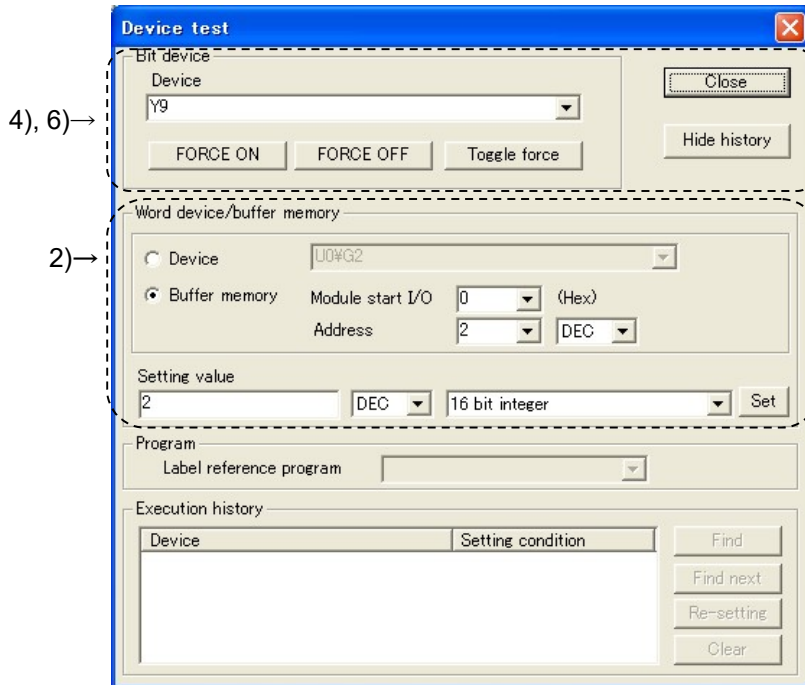 Device test
Bit device
Device
4), 6)→
Y9
Close
FORCE ON FORCE OFF Toggle force
Hide history
Word device/buffer memory
2)→
Device U0¥G2
Buffer memory Module start I/O 0 (Hex)
Address 2 DEC
Setting value
2 DEC 16 bit integer Set
Program
Label reference program
Execution history
Device Setting condition
Find
Find next
Re-setting
Clear